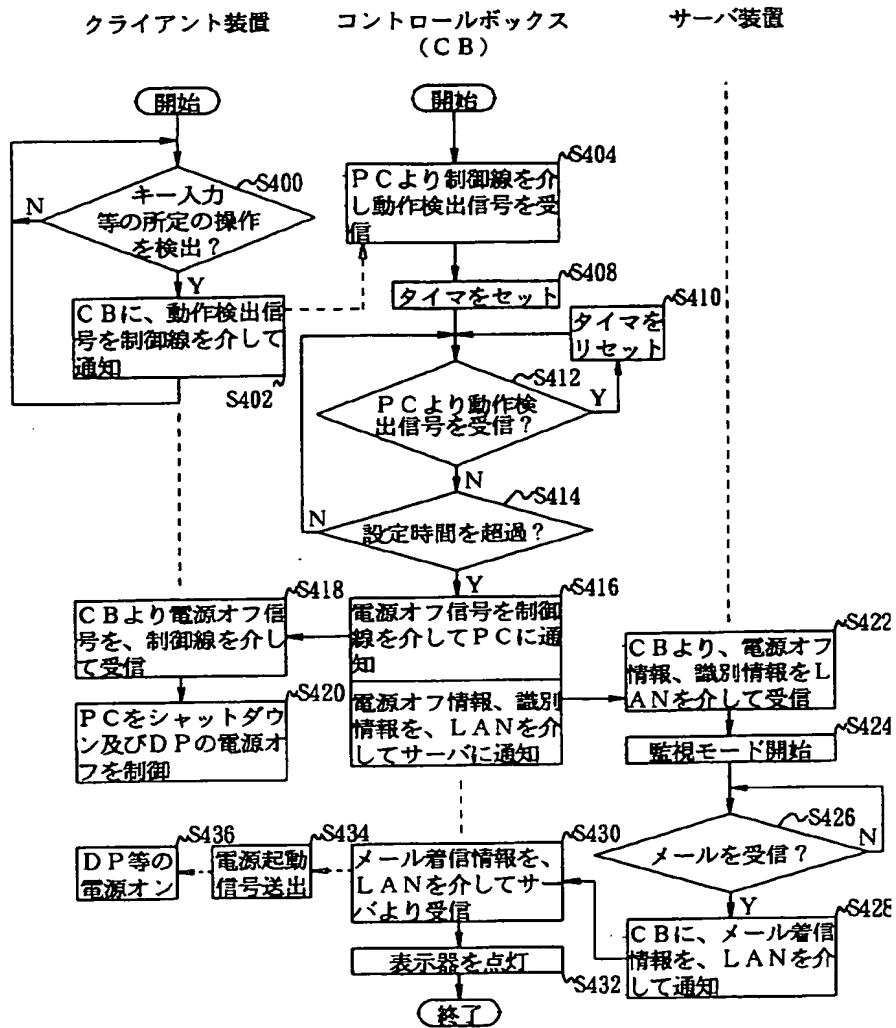 クライアント装置
コントロールボックス
（ＣＢ）
サーバ装置
開始
開始
S400
キー入力
等の所定の操作
を検出？
N
Y
ＣＢに、動作検出信
号を制御線を介して
通知
S402
S404
ＰＣより制御線を介
し動作検出信号を受
信
S408
タイマをセット
S410
タイマを
リセット
S412
ＰＣより動作検
出信号を受信？
Y
N
S414
設定時間を超過？
N
Y
S416
電源オフ信号を制御
線を介してＰＣに通
知
電源オフ情報、識別
情報を、ＬＡＮを介
してサーバに通知
S418
ＣＢより電源オフ信
号を、制御線を介し
て受信
S420
ＰＣをシャットダウ
ン及びＤＰの電源オ
フを制御
S422
ＣＢより、電源オフ
情報、識別情報をＬ
ＡＮを介して受信
S424
監視モード開始
S426
メールを受信？
N
Y
S428
ＣＢに、メール着信
情報を、ＬＡＮを介
して通知
S430
メール着信情報を、
ＬＡＮを介してサー
バより受信
S434
電源起動
信号送出
S436
ＤＰ等の
電源オン
表示器を点灯
S432
終了